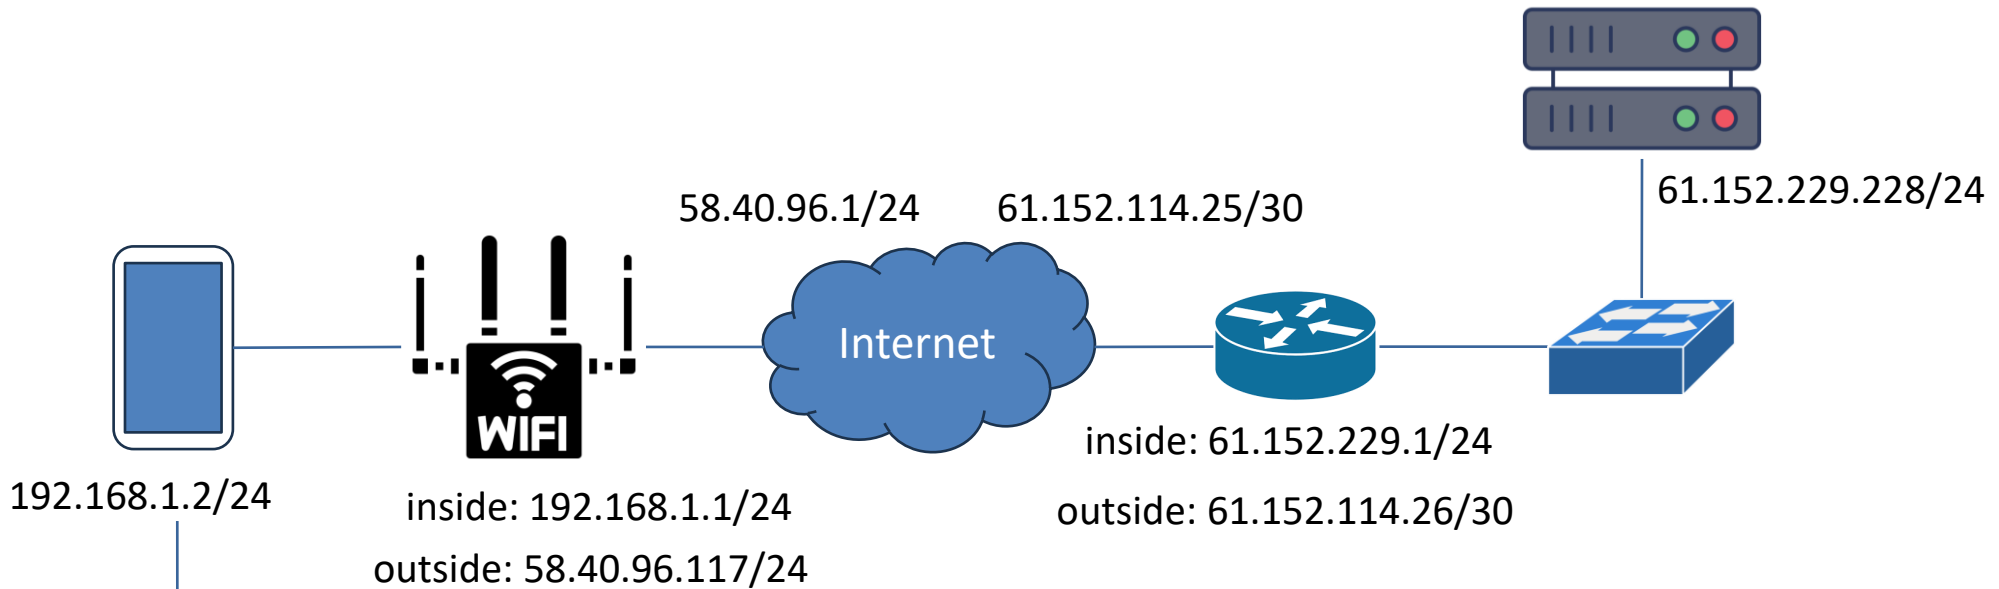 58.40.96.1/24
61.152.114.25/30
61.152.229.228/24
Internet
WIFI
192.168.1.2/24
inside: 192.168.1.1/24
outside: 58.40.96.117/24
inside: 61.152.229.1/24
outside: 61.152.114.26/30